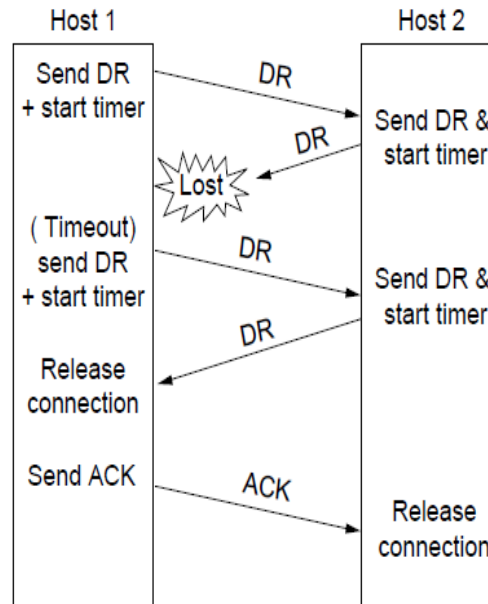 Host 1
Host 2
Send DR
+ start timer
DR
Send DR &
start timer
DR
Lost
( Timeout)
send DR
+ start timer
DR
Send DR &
start timer
DR
Release
connection
Send ACK
ACK
Release
connection